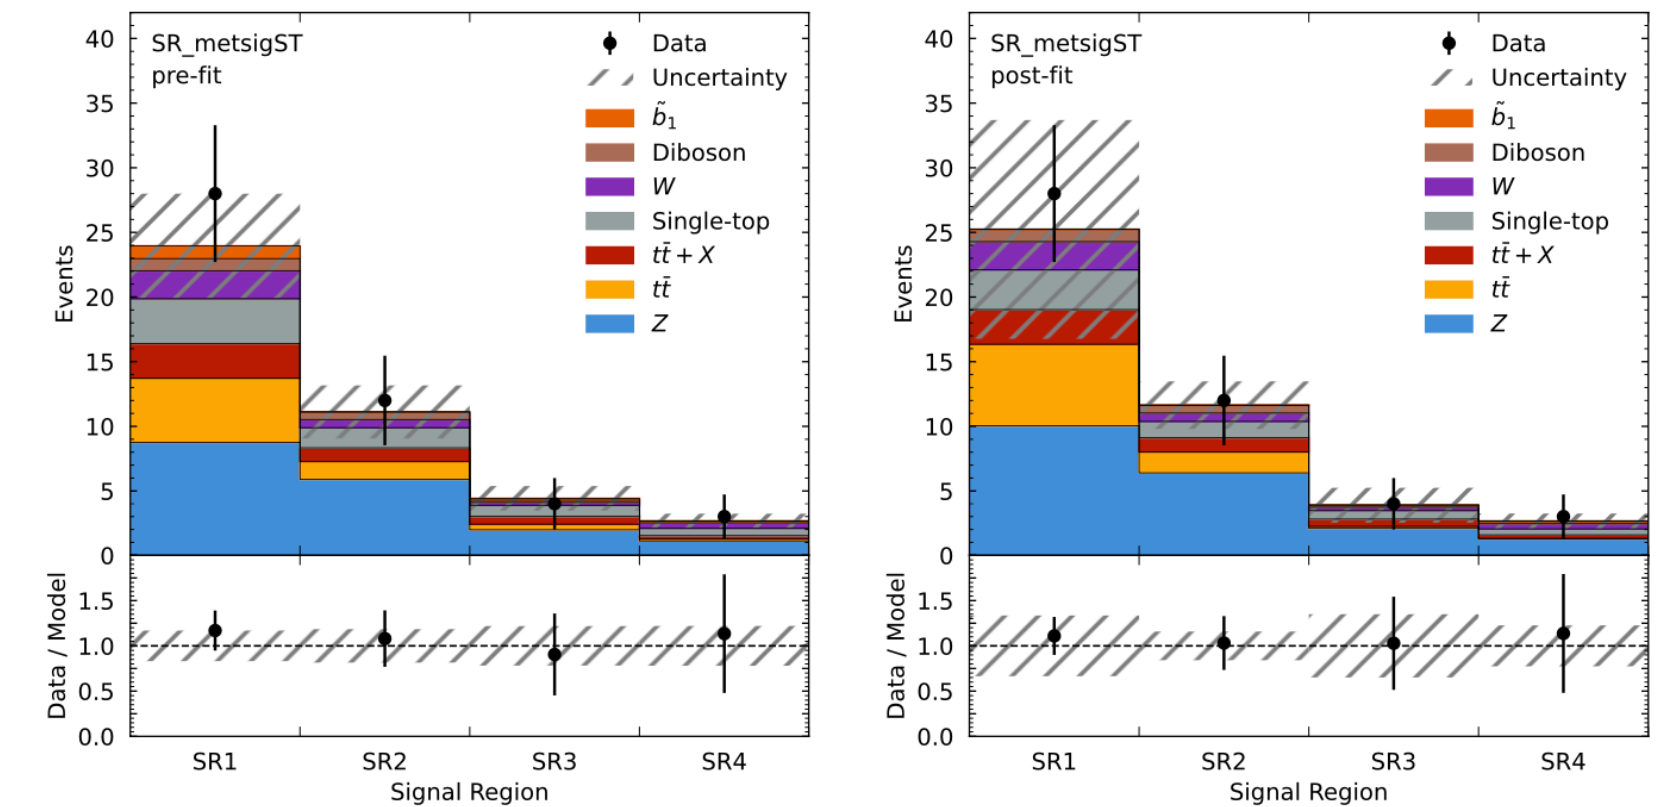 SR_metsigST
pre-fit
Data
Uncertainty
b̃₁
Diboson
W
Single-top
tt̄ + X
tt̄
Z
Events
40
35
30
25
20
15
10
5
0
Data / Model
1.5
1.0
0.5
0.0
SR1 SR2 SR3 SR4
Signal Region
SR_metsigST
post-fit
Data
Uncertainty
b̃₁
Diboson
W
Single-top
tt̄ + X
tt̄
Z
Events
40
35
30
25
20
15
10
5
0
Data / Model
1.5
1.0
0.5
0.0
SR1 SR2 SR3 SR4
Signal Region